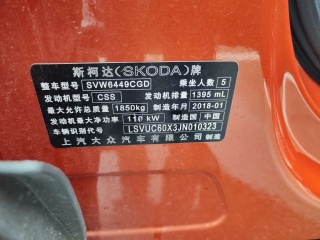 斯柯达(SKODA)牌
整车型号 SVW6449CGD 乘坐人数 5
发动机型号 CSS 发动机排量 1395 mL
最大允许总质量 1850kg 制造年月 2018-01
发动机最大净功率 110 kW 制造国 中国
车辆识别代号 LSVUC60X3JN010323
上汽大众汽车有限公司制造